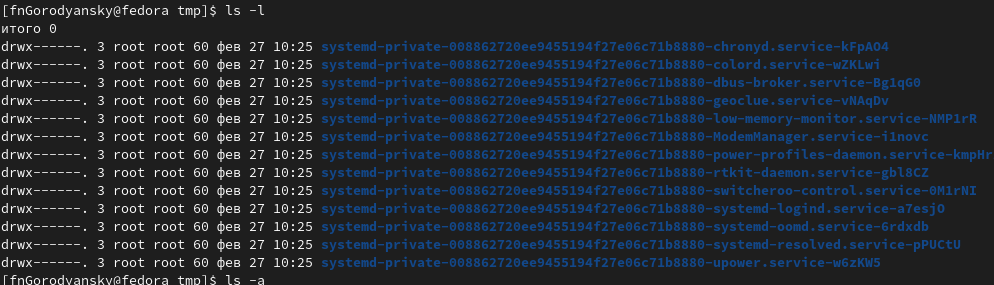 [fnGorodyansky@fedora tmp]$ ls -l
итого 0
drwx------. 3 root root 60 фев 27 10:25 systemd-private-008862720ee9455194f27e06c71b8880-chronyd.service-kFpAO4
drwx------. 3 root root 60 фев 27 10:25 systemd-private-008862720ee9455194f27e06c71b8880-colord.service-wZKLwi
drwx------. 3 root root 60 фев 27 10:25 systemd-private-008862720ee9455194f27e06c71b8880-dbus-broker.service-Bg1qG0
drwx------. 3 root root 60 фев 27 10:25 systemd-private-008862720ee9455194f27e06c71b8880-geoclue.service-vNAqDv
drwx------. 3 root root 60 фев 27 10:25 systemd-private-008862720ee9455194f27e06c71b8880-low-memory-monitor.service-NMP1rR
drwx------. 3 root root 60 фев 27 10:25 systemd-private-008862720ee9455194f27e06c71b8880-ModemManager.service-i1novc
drwx------. 3 root root 60 фев 27 10:25 systemd-private-008862720ee9455194f27e06c71b8880-power-profiles-daemon.service-kmpHr
drwx------. 3 root root 60 фев 27 10:25 systemd-private-008862720ee9455194f27e06c71b8880-rtkit-daemon.service-gbl8CZ
drwx------. 3 root root 60 фев 27 10:25 systemd-private-008862720ee9455194f27e06c71b8880-switcheroo-control.service-0M1rNI
drwx------. 3 root root 60 фев 27 10:25 systemd-private-008862720ee9455194f27e06c71b8880-systemd-logind.service-a7esjO
drwx------. 3 root root 60 фев 27 10:25 systemd-private-008862720ee9455194f27e06c71b8880-systemd-oomd.service-6rdxdb
drwx------. 3 root root 60 фев 27 10:25 systemd-private-008862720ee9455194f27e06c71b8880-systemd-resolved.service-pPUCtU
drwx------. 3 root root 60 фев 27 10:25 systemd-private-008862720ee9455194f27e06c71b8880-upower.service-w6zKW5
[fnGorodyansky@fedora tmp]$ ls -a